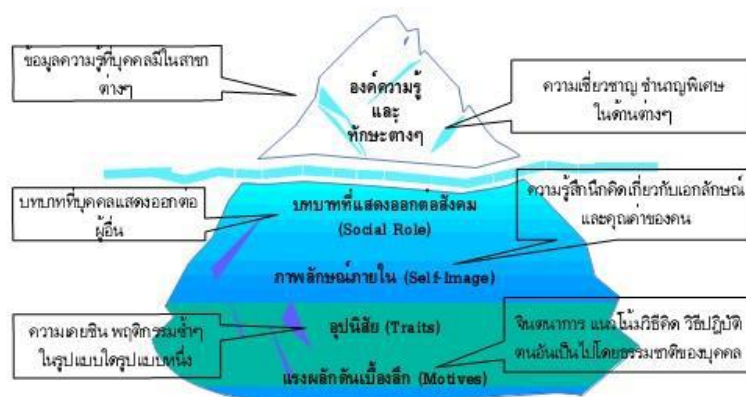 ข้อมูลความรู้ที่บุคคลมีในสาขา
ต่างๆ
องค์ความรู้
และ
ทักษะต่างๆ
ความเชี่ยวชาญ ชำนาญพิเศษ
ในด้านต่างๆ
บทบาทที่บุคคลแสดงออกต่อ
ผู้อื่น
บทบาทที่แสดงออกต่อสังคม
(Social Role)
ความรู้สึกนึกคิดเกี่ยวกับเอกลักษณ์
และคุณค่าของคน
ภาพลักษณ์ภายใน (Self-Image)
ความเคยชิน พฤติกรรมซ้ำๆ
ในรูปแบบใดรูปแบบหนึ่ง
อุปนิสัย (Traits)
จินตนาการ แนวโน้มวิธีคิด วิธีปฏิบัติ
ตนอันเป็นไปโดยธรรมชาติของบุคคล
แรงผลักดันเบื้องลึก (Motives)